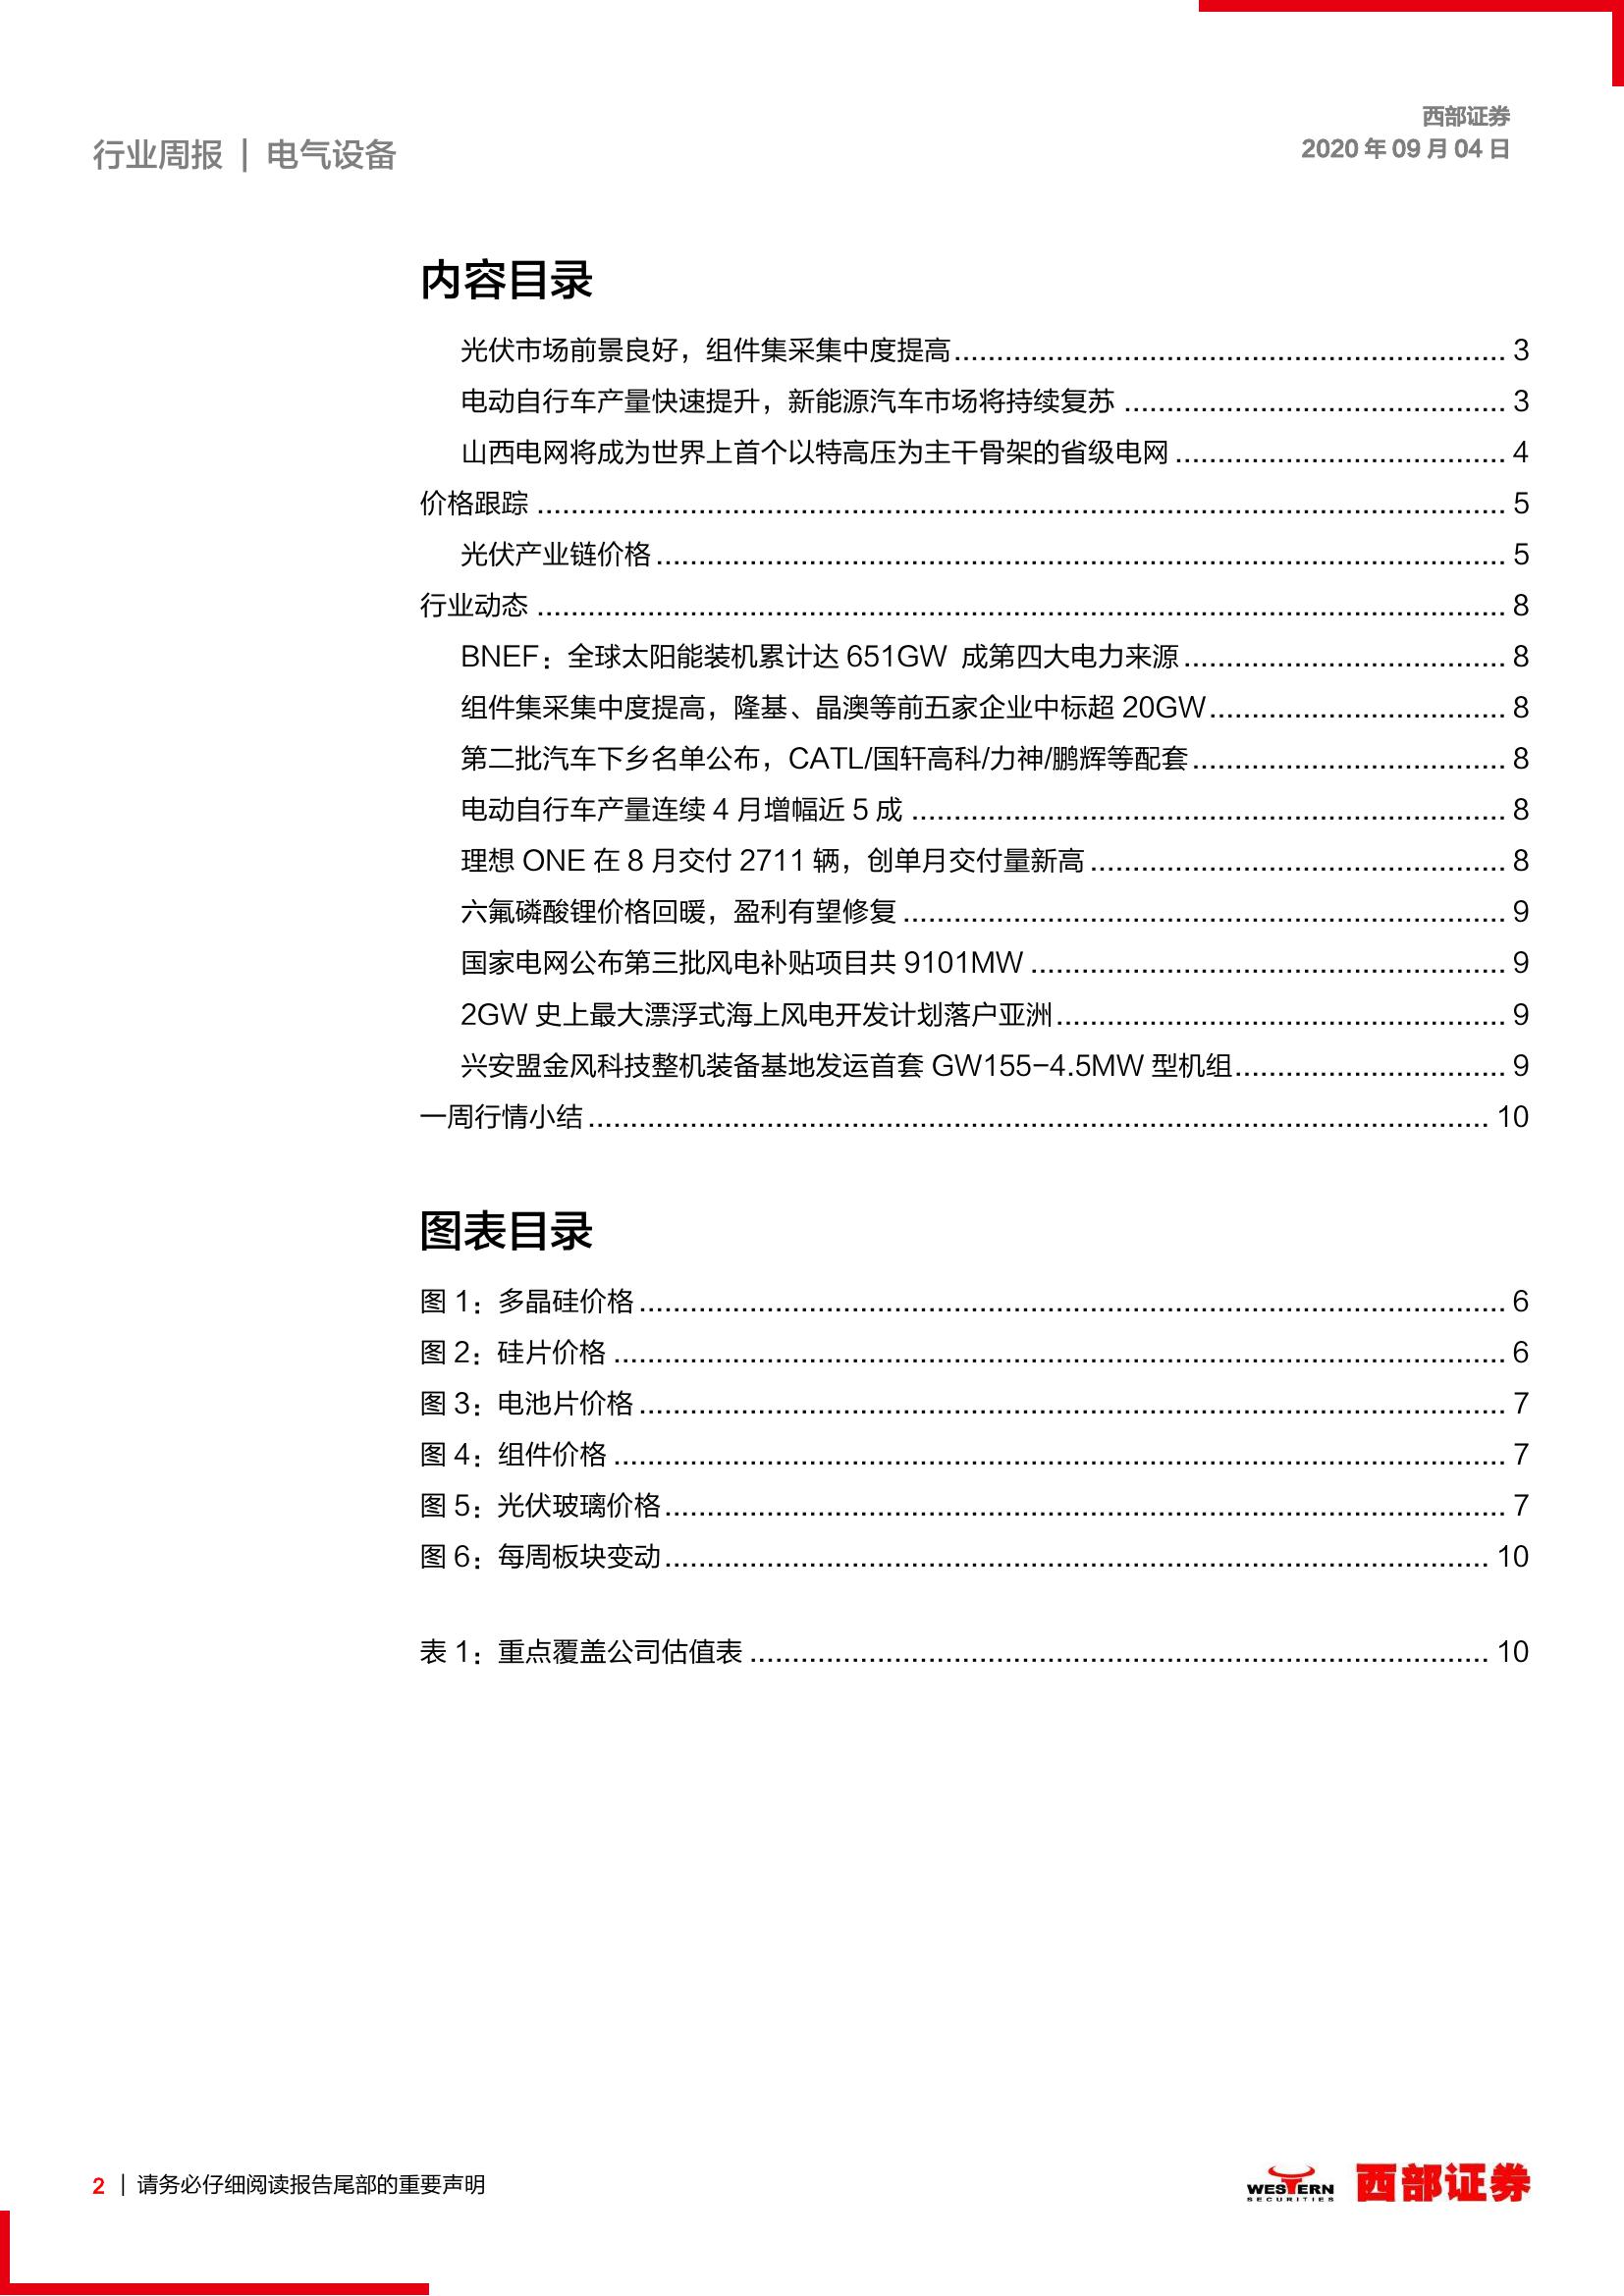 西部证券
2020 年 09 月 04 日
行业周报 | 电气设备
内容目录
光伏市场前景良好，组件集采集中度提高................................................................. 3
电动自行车产量快速提升，新能源汽车市场将持续复苏 ............................................. 3
山西电网将成为世界上首个以特高压为主干骨架的省级电网 ....................................... 4
价格跟踪 .................................................................................................................. 5
光伏产业链价格.................................................................................................... 5
行业动态 .................................................................................................................. 8
BNEF：全球太阳能装机累计达 651GW 成第四大电力来源...................................... 8
组件集采集中度提高，隆基、晶澳等前五家企业中标超 20GW................................... 8
第二批汽车下乡名单公布，CATL/国轩高科/力神/鹏辉等配套..................................... 8
电动自行车产量连续 4 月增幅近 5 成 ...................................................................... 8
理想 ONE 在 8 月交付 2711 辆，创单月交付量新高................................................. 8
六氟磷酸锂价格回暖，盈利有望修复 ....................................................................... 9
国家电网公布第三批风电补贴项目共 9101MW ........................................................ 9
2GW 史上最大漂浮式海上风电开发计划落户亚洲..................................................... 9
兴安盟金风科技整机装备基地发运首套 GW155-4.5MW 型机组................................ 9
一周行情小结.......................................................................................................... 10
图表目录
图 1：多晶硅价格...................................................................................................... 6
图 2：硅片价格 ......................................................................................................... 6
图 3：电池片价格...................................................................................................... 7
图 4：组件价格 ......................................................................................................... 7
图 5：光伏玻璃价格................................................................................................... 7
图 6：每周板块变动................................................................................................. 10
表 1：重点覆盖公司估值表 ....................................................................................... 10
2 | 请务必仔细阅读报告尾部的重要声明
WESTERN
SECURITIES
西部证券